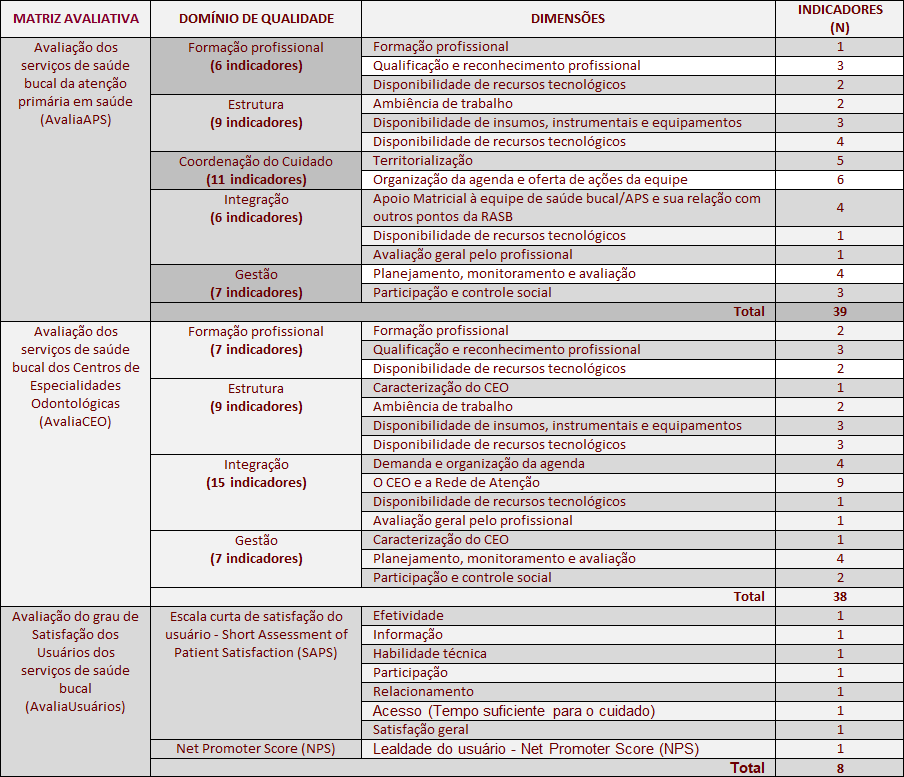 MATRIZ AVALIATIVA
DOMÍNIO DE QUALIDADE
DIMENSÕES
INDICADORES
(N)
Avaliação dos
serviços de saúde
bucal da atenção
primária em saúde
(AvaliaAPS)
Formação profissional
(6 indicadores)
Formação profissional 1
Qualificação e reconhecimento profissional 3
Disponibilidade de recursos tecnológicos 2
Estrutura
(9 indicadores)
Ambiência de trabalho 2
Disponibilidade de insumos, instrumentais e equipamentos 3
Disponibilidade de recursos tecnológicos 4
Coordenação do Cuidado
(11 indicadores)
Territorialização 5
Organização da agenda e oferta de ações da equipe 6
Integração
(6 indicadores)
Apoio Matricial à equipe de saúde bucal/APS e sua relação com
outros pontos da RASB 4
Disponibilidade de recursos tecnológicos 1
Avaliação geral pelo profissional 1
Gestão
(7 indicadores)
Planejamento, monitoramento e avaliação 4
Participação e controle social 3
Total 39
Avaliação dos
serviços de saúde
bucal dos Centros de
Especialidades
Odontológicas
(AvaliaCEO)
Formação profissional
(7 indicadores)
Formação profissional 2
Qualificação e reconhecimento profissional 3
Disponibilidade de recursos tecnológicos 2
Estrutura
(9 indicadores)
Caracterização do CEO 1
Ambiência de trabalho 2
Disponibilidade de insumos, instrumentais e equipamentos 3
Disponibilidade de recursos tecnológicos 3
Integração
(15 indicadores)
Demanda e organização da agenda 4
O CEO e a Rede de Atenção 9
Disponibilidade de recursos tecnológicos 1
Avaliação geral pelo profissional 1
Gestão
(7 indicadores)
Caracterização do CEO 1
Planejamento, monitoramento e avaliação 4
Participação e controle social 2
Total 38
Avaliação do grau de
Satisfação dos
Usuários dos
serviços de saúde
bucal
(AvaliaUsuários)
Escala curta de satisfação do
usuário - Short Assessment of
Patient Satisfaction (SAPS)
Efetividade 1
Informação 1
Habilidade técnica 1
Participação 1
Relacionamento 1
Acesso (Tempo suficiente para o cuidado) 1
Satisfação geral 1
Net Promoter Score (NPS)
Lealdade do usuário - Net Promoter Score (NPS) 1
Total 8